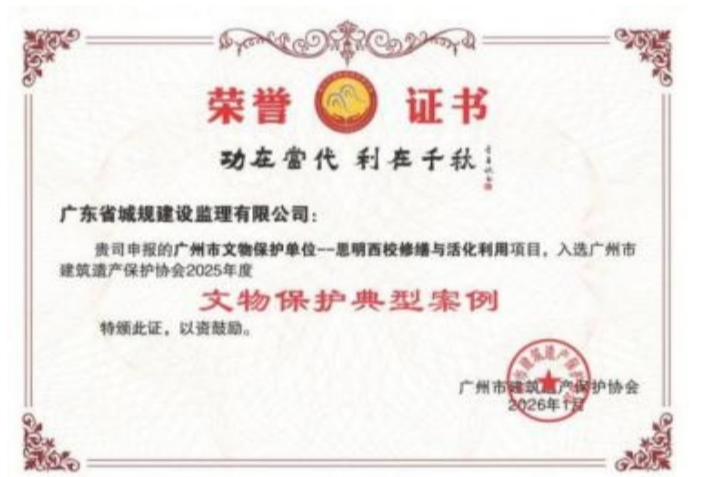 荣誉证书
功在當代 利在千秋
广东省城规建设监理有限公司：
贵司申报的广州市文物保护单位--思明西校修缮与活化利用项目，入选广州市
建筑遗产保护协会2025年度
文物保护典型案例
特颁此证，以资鼓励。
广州市建筑遗产保护协会
2026年1月